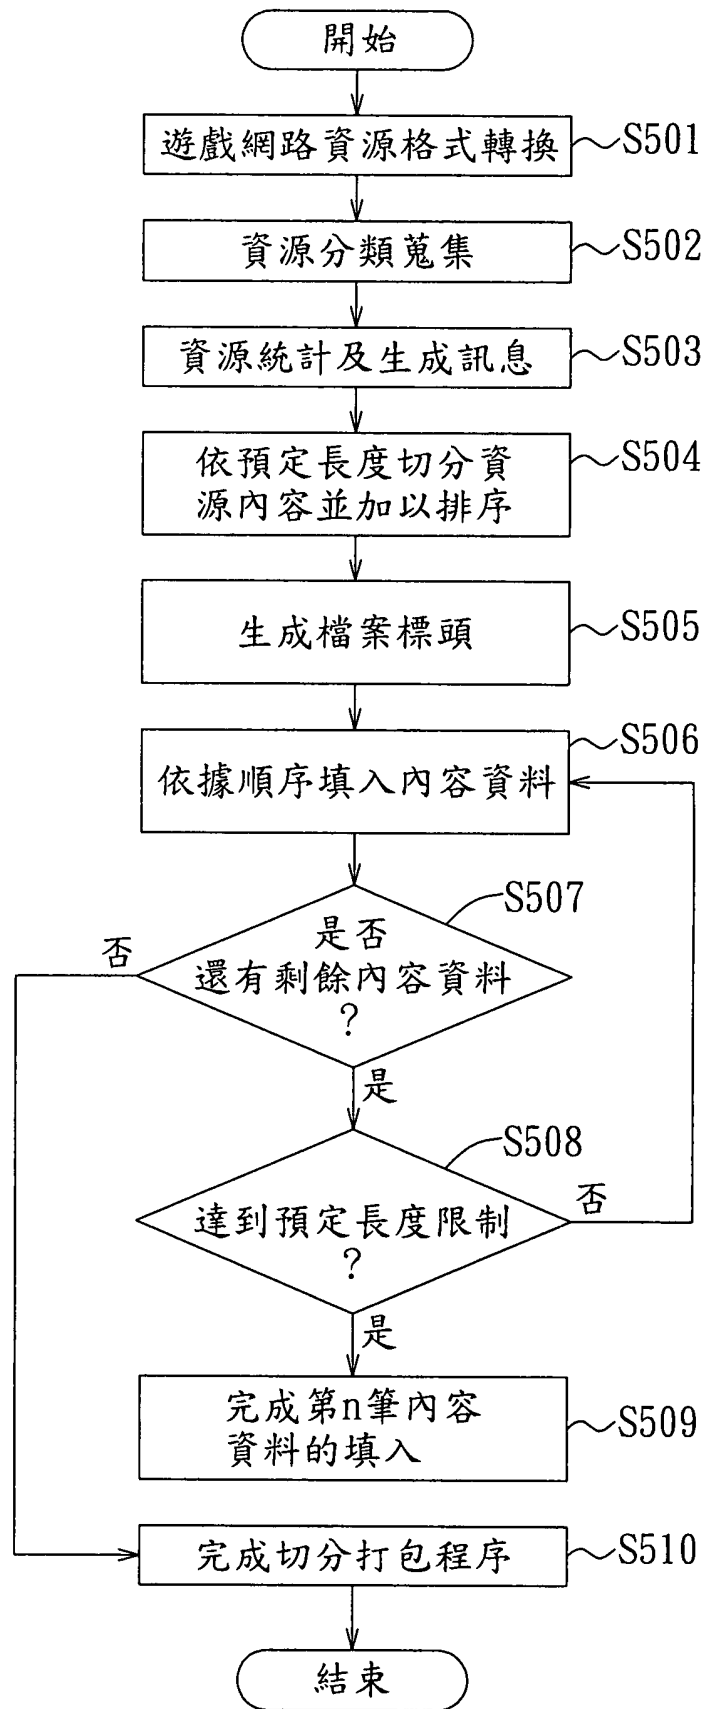 開始
遊戲網路資源格式轉換
S501
資源分類蒐集
S502
資源統計及生成訊息
S503
依預定長度切分資
源內容並加以排序
S504
生成檔案標頭
S505
依據順序填入內容資料
S506
S507
是否
還有剩餘內容資料
?
否
是
S508
達到預定長度限制
?
否
是
完成第n筆內容
資料的填入
S509
完成切分打包程序
S510
結束